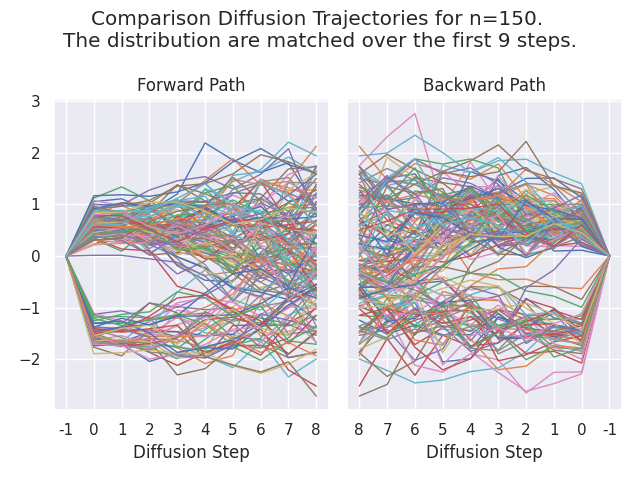 Comparison Diffusion Trajectories for n=150.
The distribution are matched over the first 9 steps.
Forward Path
Backward Path
3
2
1
0
−1
−2
-1 0 1 2 3 4 5 6 7 8
8 7 6 5 4 3 2 1 0 -1
Diffusion Step
Diffusion Step